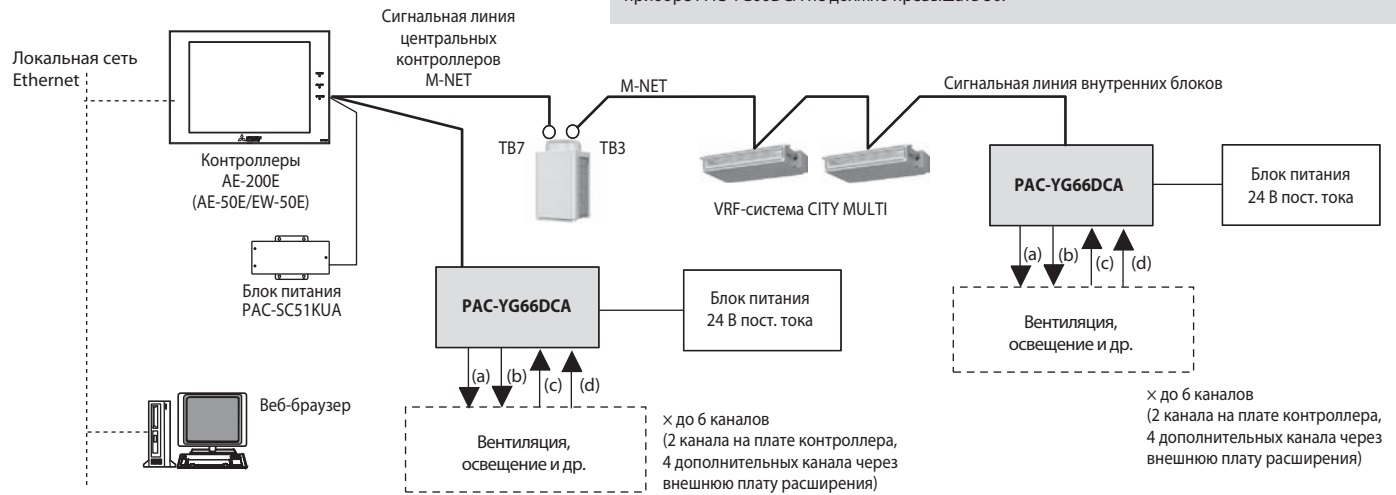 Сигнальная линия
центральных
контроллеров
M-NET
Локальная сеть
Ethernet
M-NET
Сигнальная линия внутренних блоков
TB7
TB3
Контроллеры
AE-200E
(AE-50E/EW-50E)
VRF-система CITY MULTI
PAC-YG66DCA
Блок питания
24 В пост. тока
(a)
(b)
(c)
(d)
Вентиляция,
освещение и др.
× до 6 каналов
(2 канала на плате контроллера,
4 дополнительных канала через
внешнюю плату расширения)
Блок питания
PAC-SC51KUA
PAC-YG66DCA
Блок питания
24 В пост. тока
(a)
(b)
(c)
(d)
Вентиляция,
освещение и др.
× до 6 каналов
(2 канала на плате контроллера,
4 дополнительных канала через
внешнюю плату расширения)
Веб-браузер